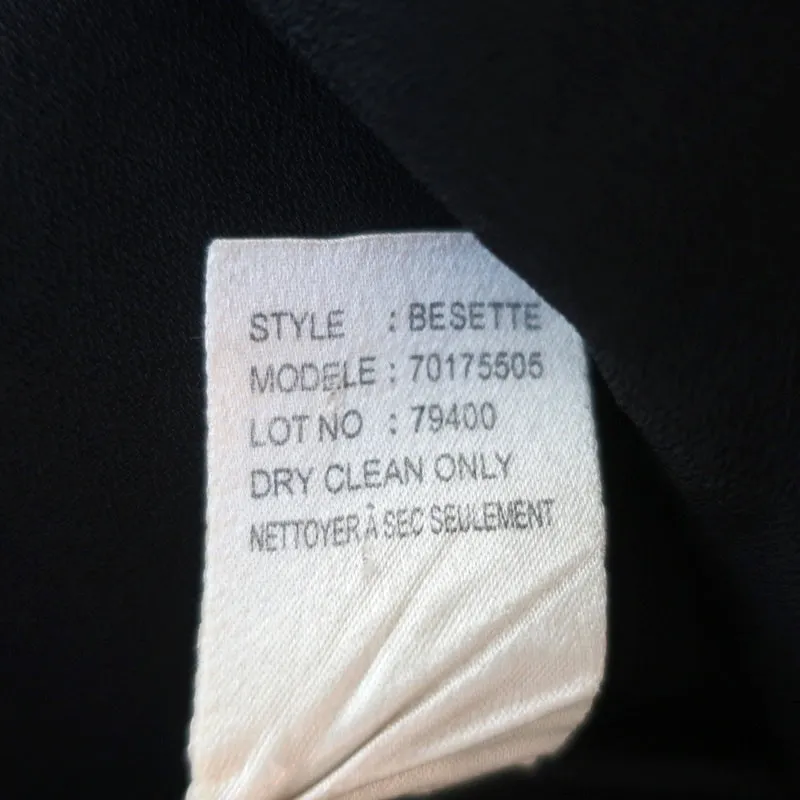 STYLE : BESETTE
MODELE : 70175505
LOT NO : 79400
DRY CLEAN ONLY
NETTOYER À SEC SEULEMENT